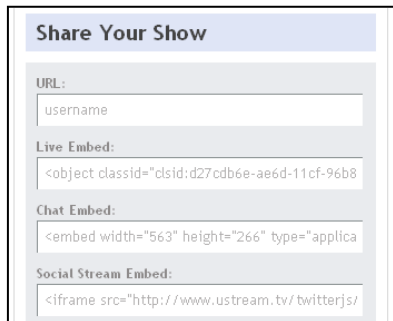 Share Your Show
URL:
username
Live Embed:
<object classid="clsid:d27cdb6e-ae6d-11cf-96b8
Chat Embed:
<embed width="563" height="266" type="applica
Social Stream Embed:
<iframe src="http://www.ustream.tv/twitterjs/